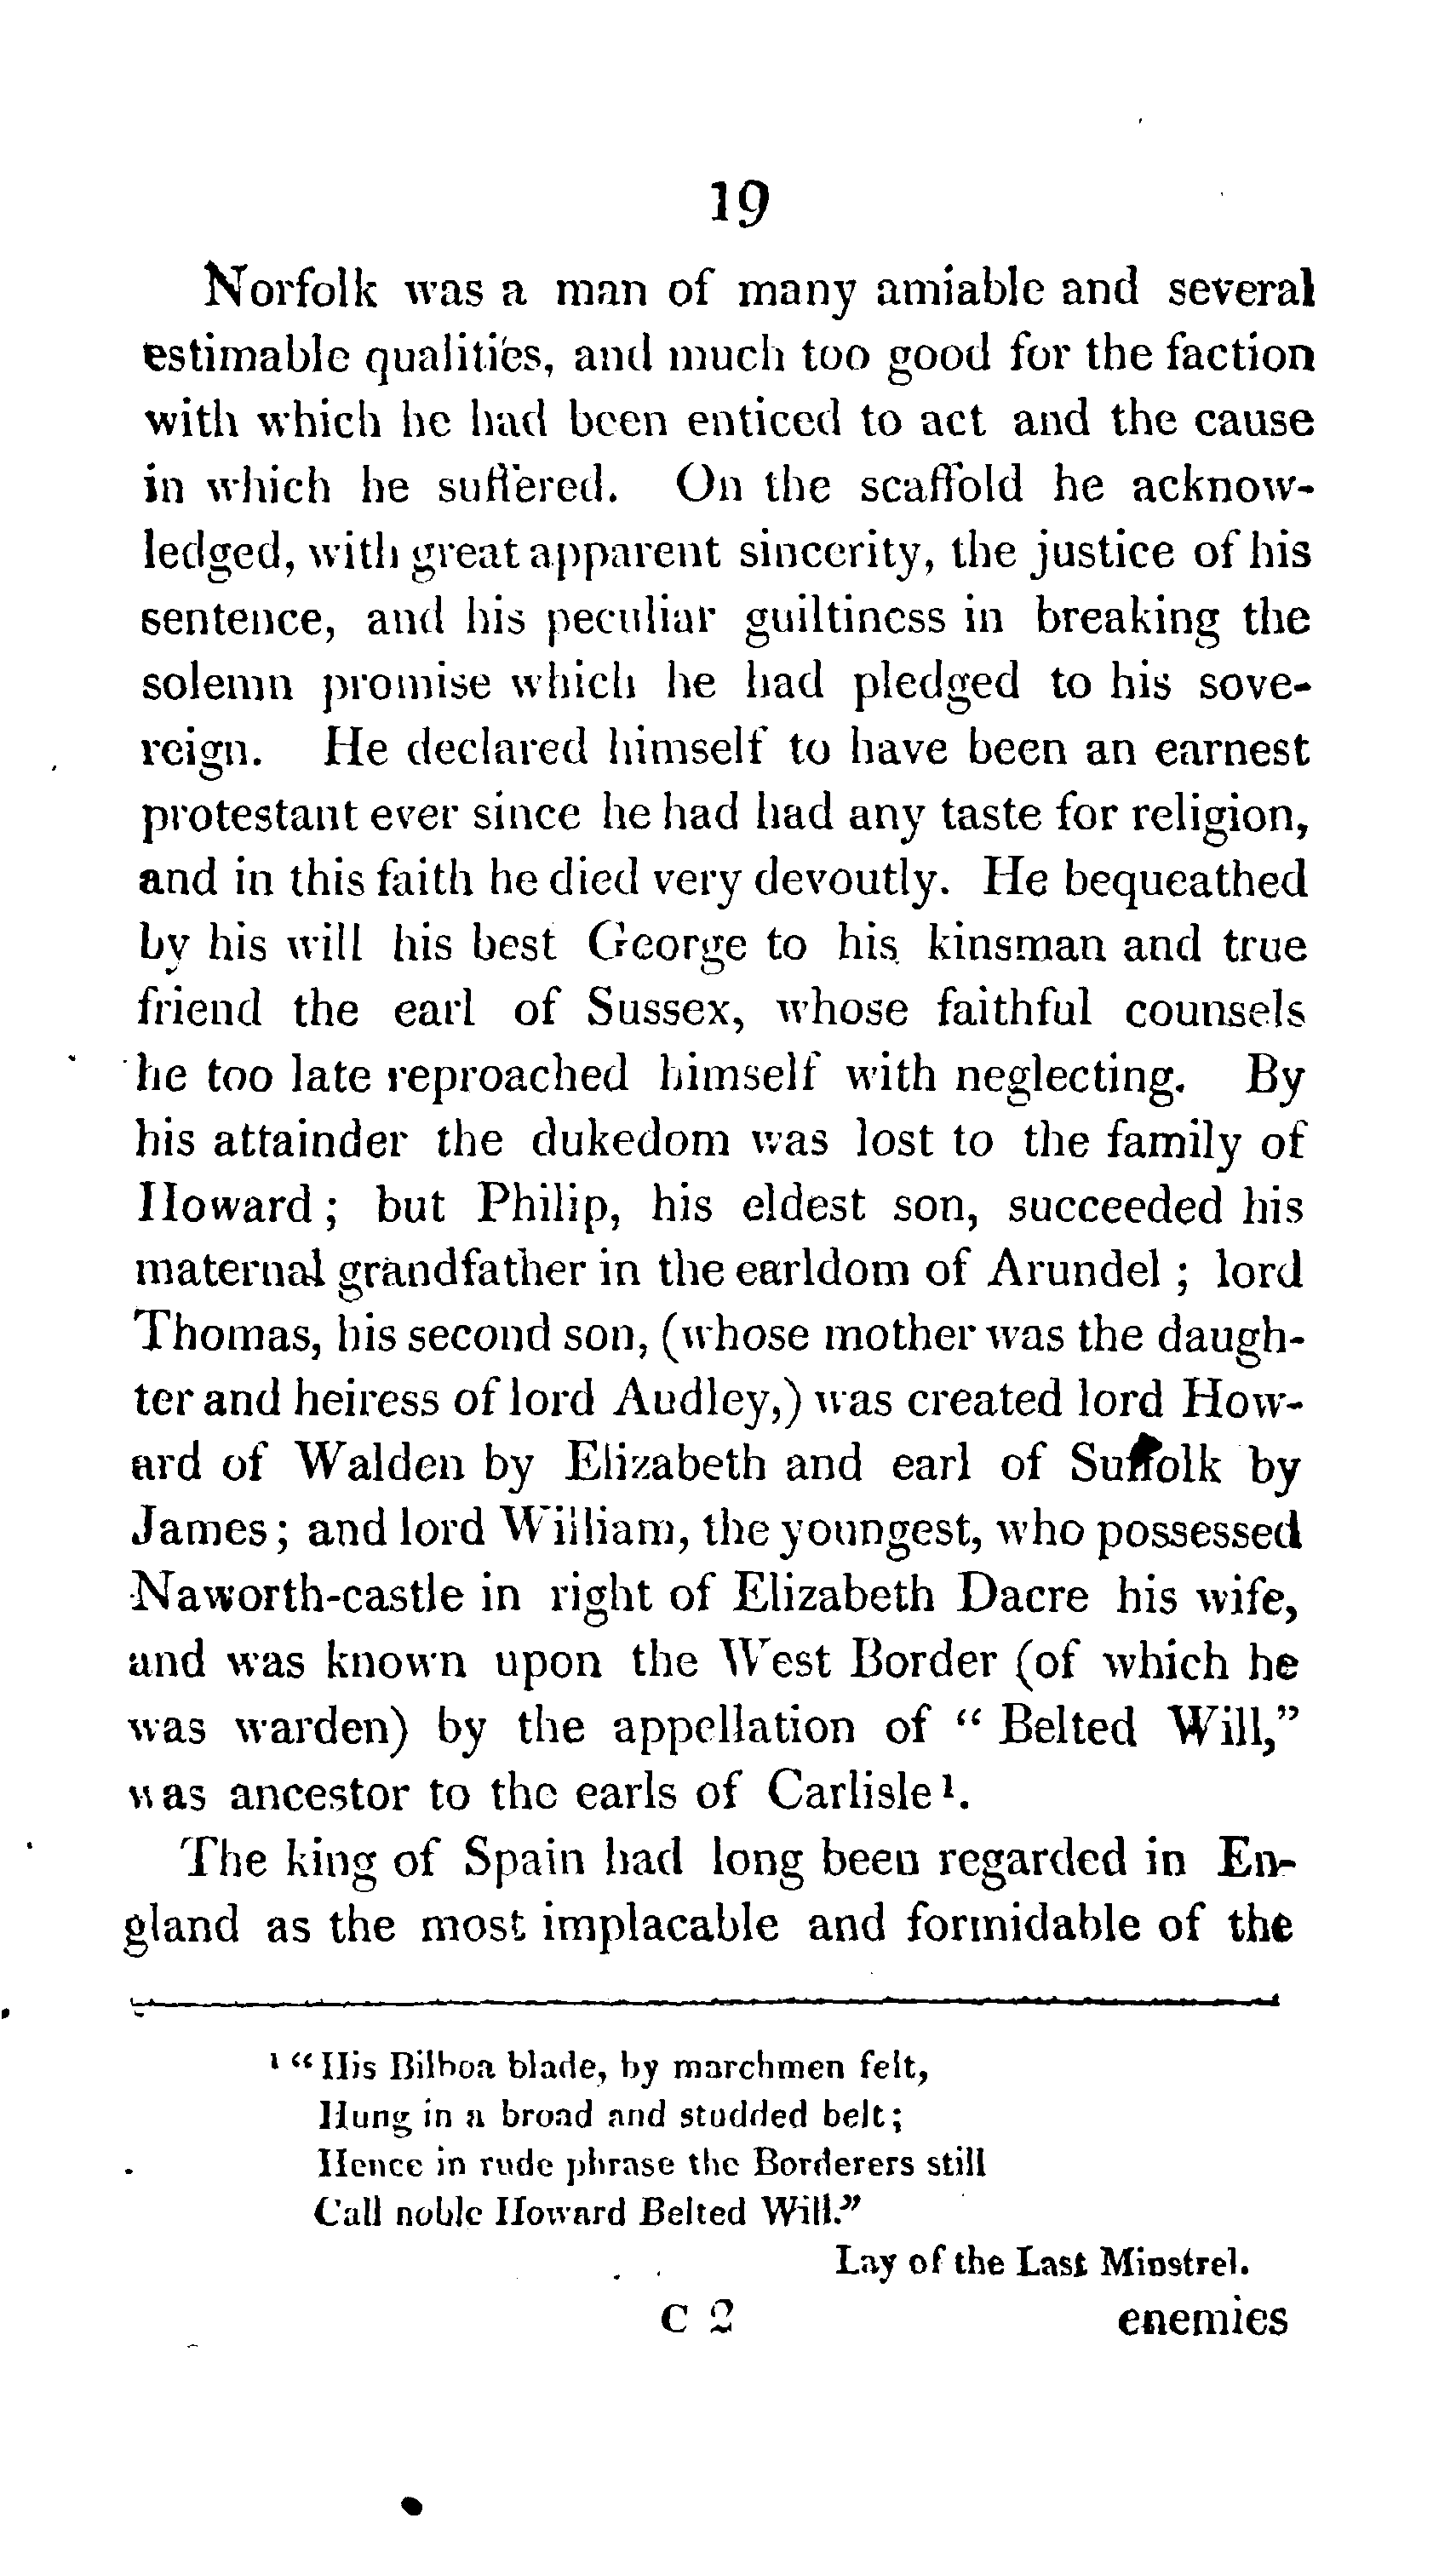 19
Norfolk was a man of many amiable and several
estimable qualities, and much too good for the faction
with which he had been enticed to act and the cause
in which he suffered. On the scaffold he acknow-
ledged, with great apparent sincerity, the justice of his
sentence, and his peculiar guiltiness in breaking the
solemn promise which he had pledged to his sove-
reign. He declared himself to have been an earnest
protestant ever since he had had any taste for religion,
and in this faith he died very devoutly. He bequeathed
by his will his best George to his kinsman and true
friend the earl of Sussex, whose faithful counsels
he too late reproached himself with neglecting. By
his attainder the dukedom was lost to the family of
Howard; but Philip, his eldest son, succeeded his
maternal grandfather in the earldom of Arundel; lord
Thomas, his second son, (whose mother was the daugh-
ter and heiress of lord Audley,) was created lord How-
ard of Walden by Elizabeth and earl of Suffolk by
James; and lord William, the youngest, who possessed
Naworth-castle in right of Elizabeth Dacre his wife,
and was known upon the West Border (of which he
was warden) by the appellation of “ Belted Will,”
was ancestor to the earls of Carlisle¹.
The king of Spain had long been regarded in En-
gland as the most implacable and formidable of the
¹ “ His Bilboa blade, by marchmen felt,
Hung in a broad and studded belt;
Hence in rude phrase the Borderers still
Call noble Howard Belted Will.”
Lay of the Last Minstrel.
C 2 enemies